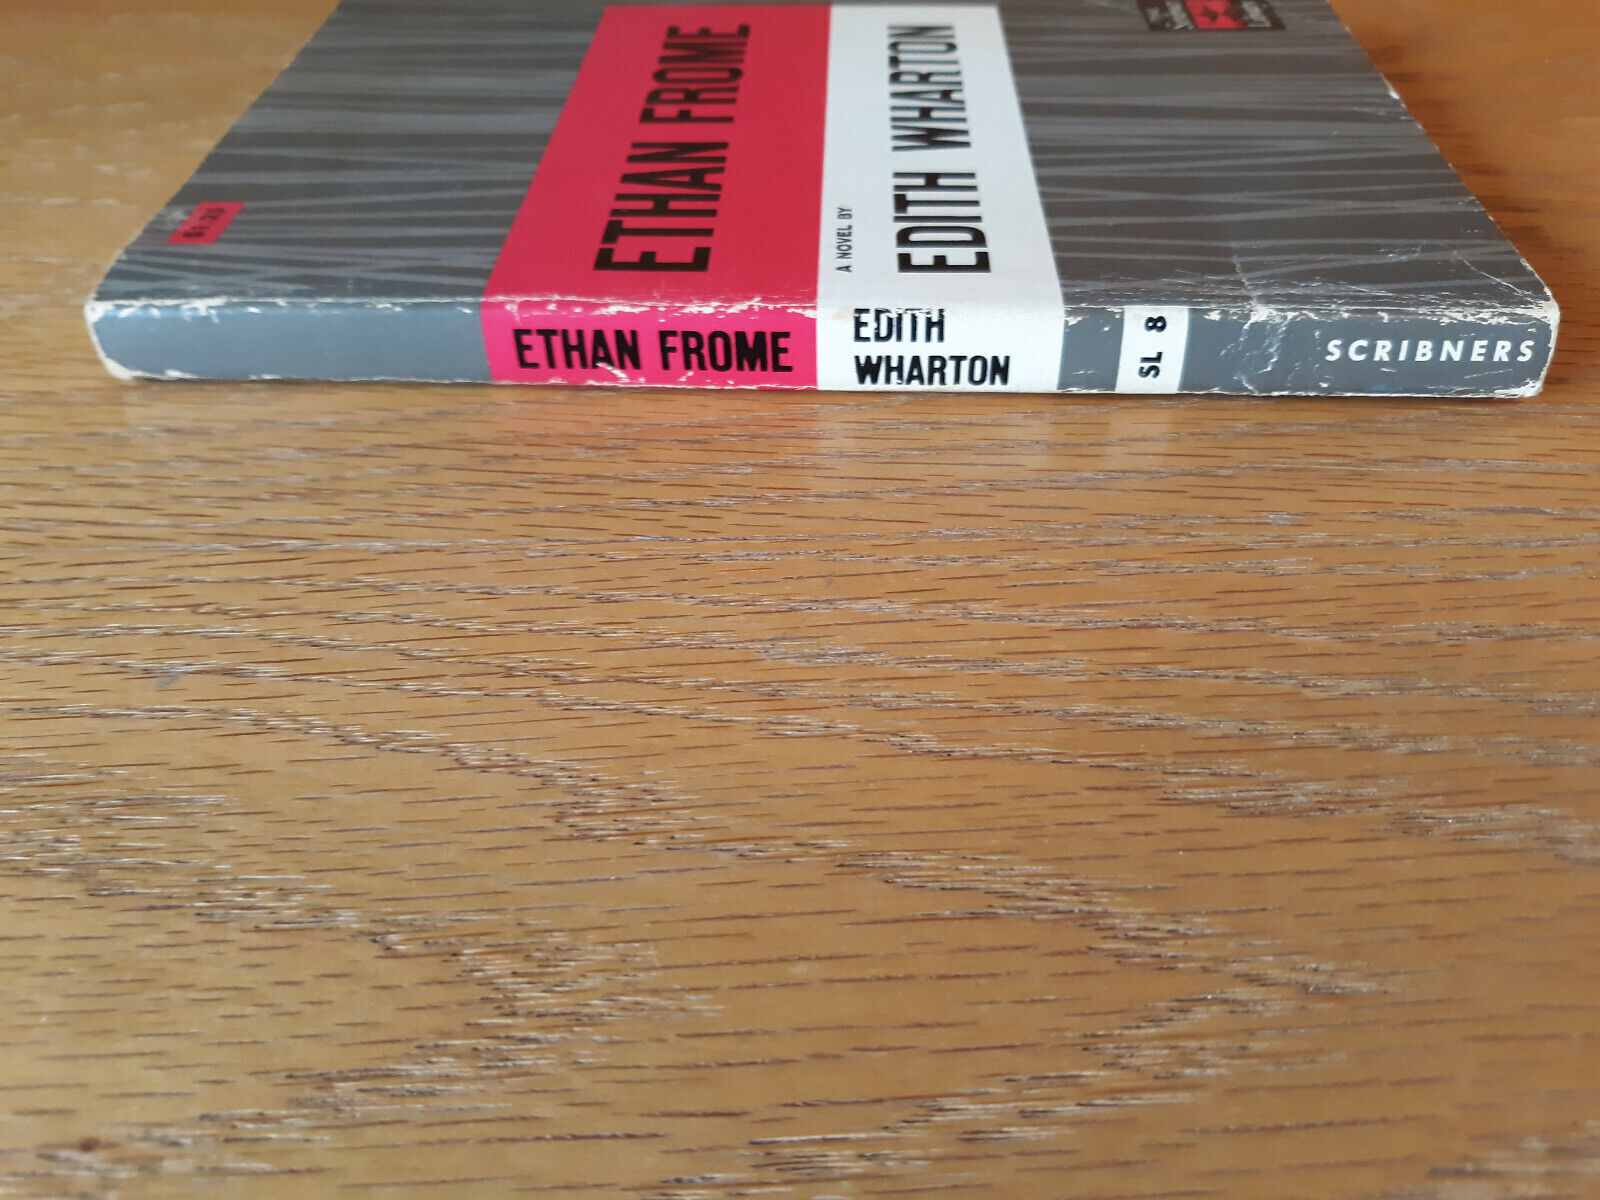 ETHAN FROME
A NOVEL BY
EDITH WHARTON
ETHAN FROME
EDITH
WHARTON
SL 8
SCRIBNERS